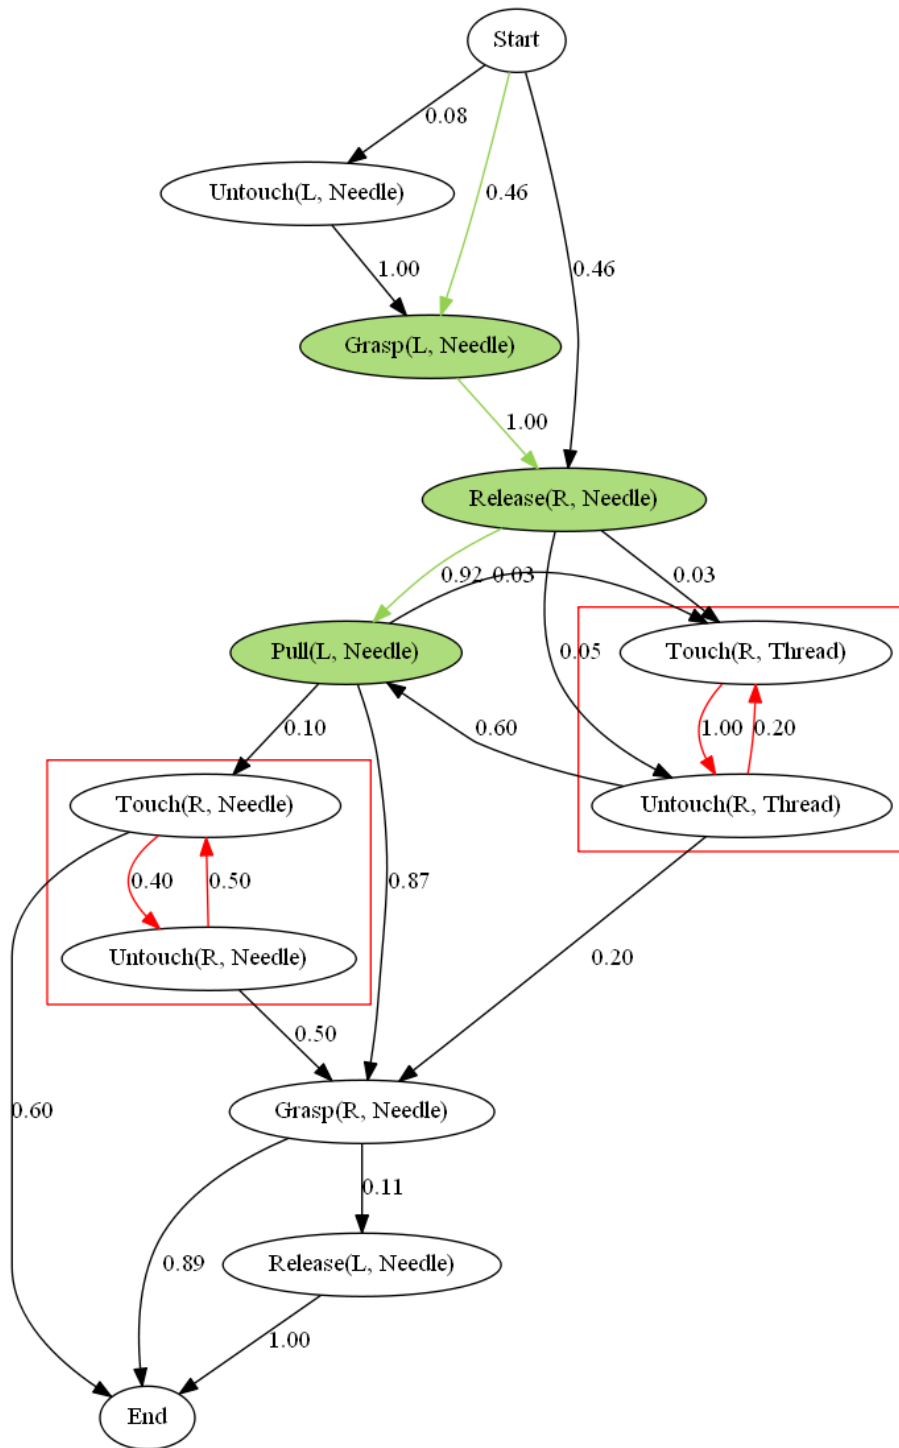 Start
0.08
Untouch(L, Needle)
0.46
1.00
0.46
Grasp(L, Needle)
1.00
Release(R, Needle)
0.92
0.03
0.03
Pull(L, Needle)
0.05
Touch(R, Thread)
0.10
0.60
1.00
0.20
Touch(R, Needle)
Untouch(R, Thread)
0.40
0.50
0.87
Untouch(R, Needle)
0.20
0.50
0.60
Grasp(R, Needle)
0.11
0.89
Release(L, Needle)
1.00
End